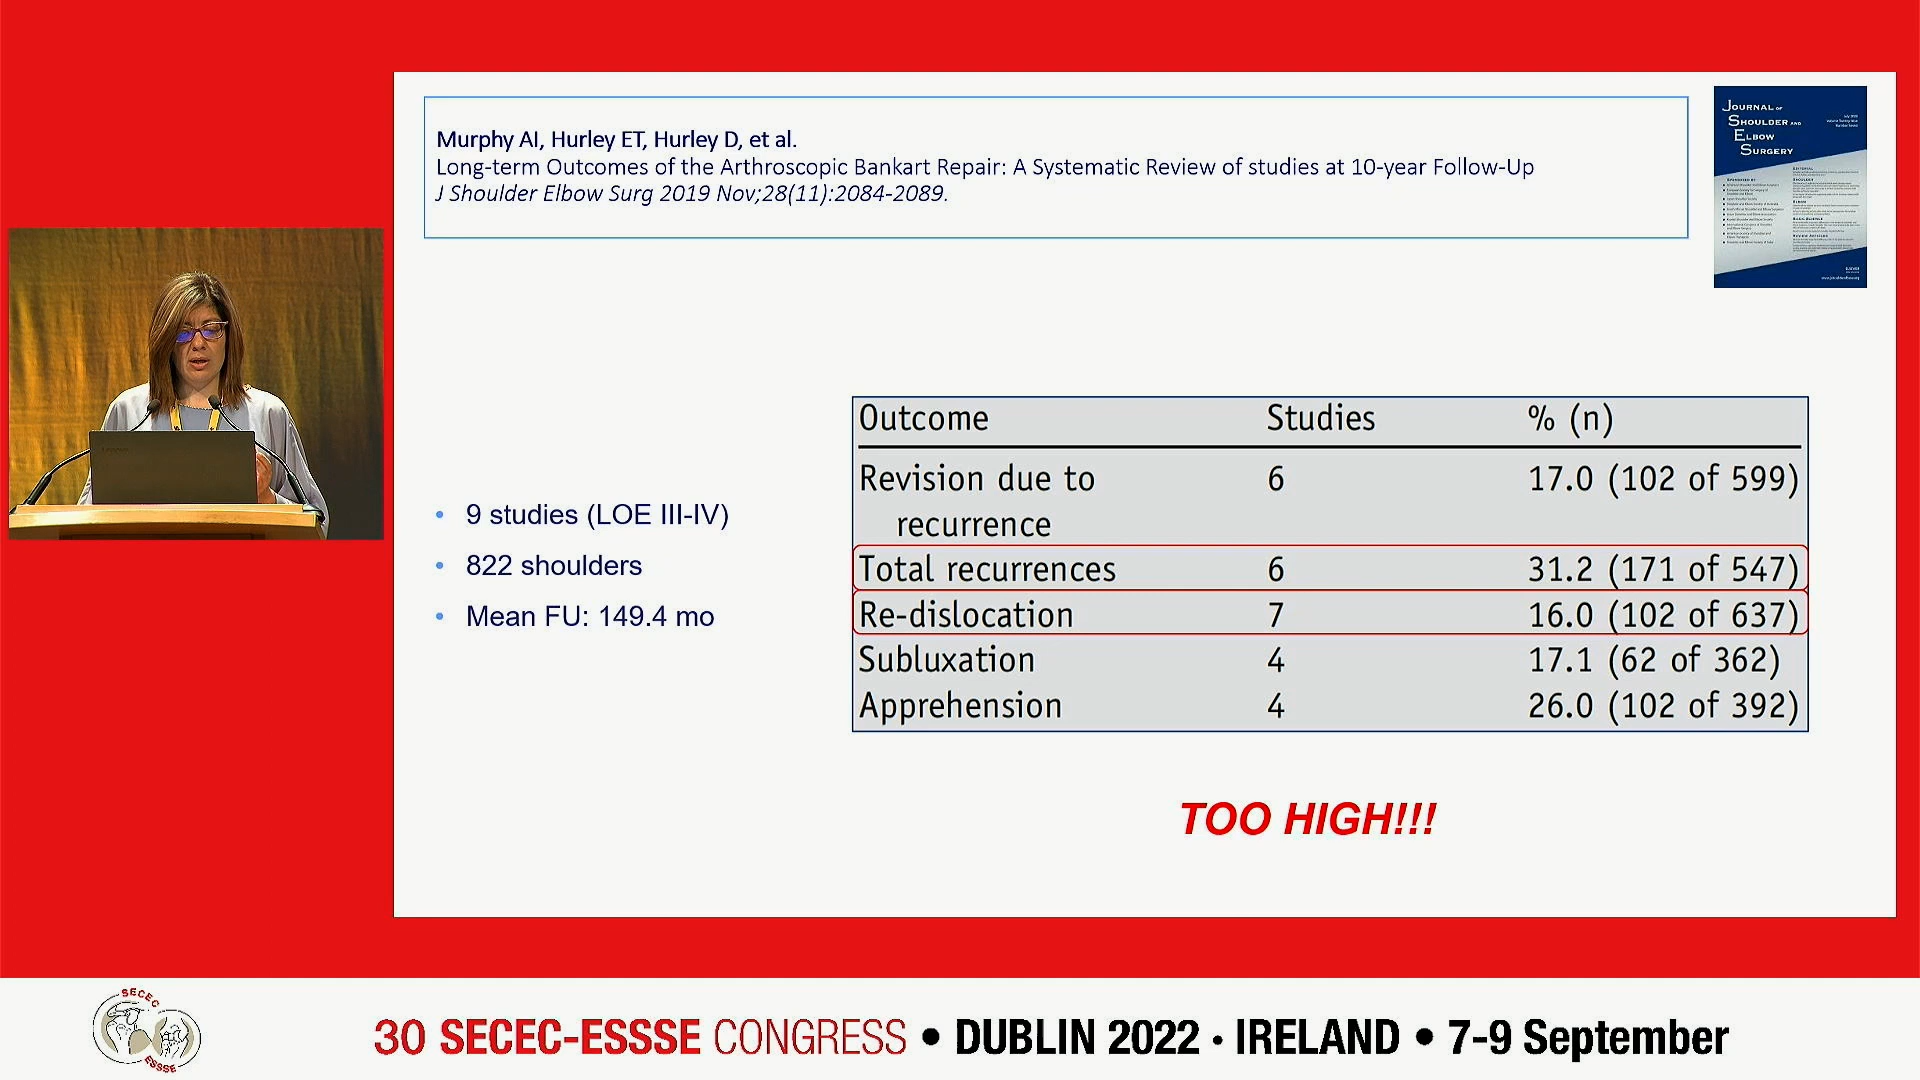 Murphy AI, Hurley ET, Hurley D, et al.
Long-term Outcomes of the Arthroscopic Bankart Repair: A Systematic Review of studies at 10-year Follow-Up
J Shoulder Elbow Surg 2019 Nov;28(11):2084-2089.
JOURNAL OF
SHOULDER AND
ELBOW
SURGERY
• 9 studies (LOE III-IV)
• 822 shoulders
• Mean FU: 149.4 mo
Outcome Studies % (n)
Revision due to 6 17.0 (102 of 599)
recurrence
Total recurrences 6 31.2 (171 of 547)
Re-dislocation 7 16.0 (102 of 637)
Subluxation 4 17.1 (62 of 362)
Apprehension 4 26.0 (102 of 392)
TOO HIGH!!!
SECEC
ESSSE
30 SECEC-ESSSE CONGRESS • DUBLIN 2022 • IRELAND • 7-9 September